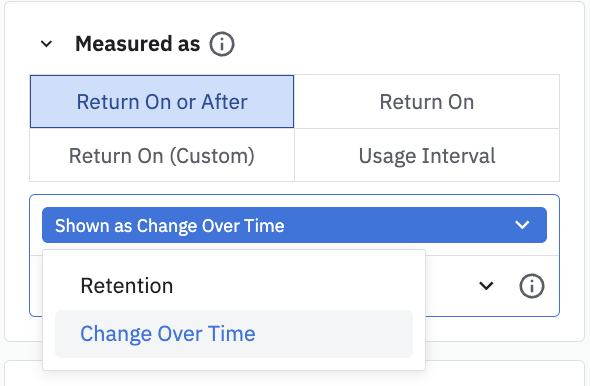 Measured as
Return On or After
Return On
Return On (Custom)
Usage Interval
Shown as Change Over Time
Retention
Change Over Time